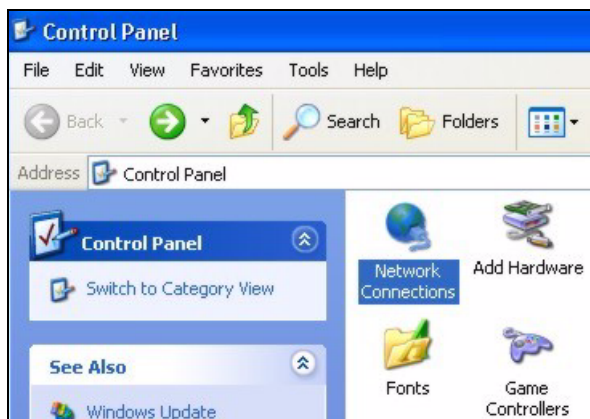 Control Panel
File Edit View Favorites Tools Help
Back Search Folders
Address Control Panel
Control Panel
Switch to Category View
See Also
Windows Update
Network
Connections
Add Hardware
Fonts
Game
Controllers